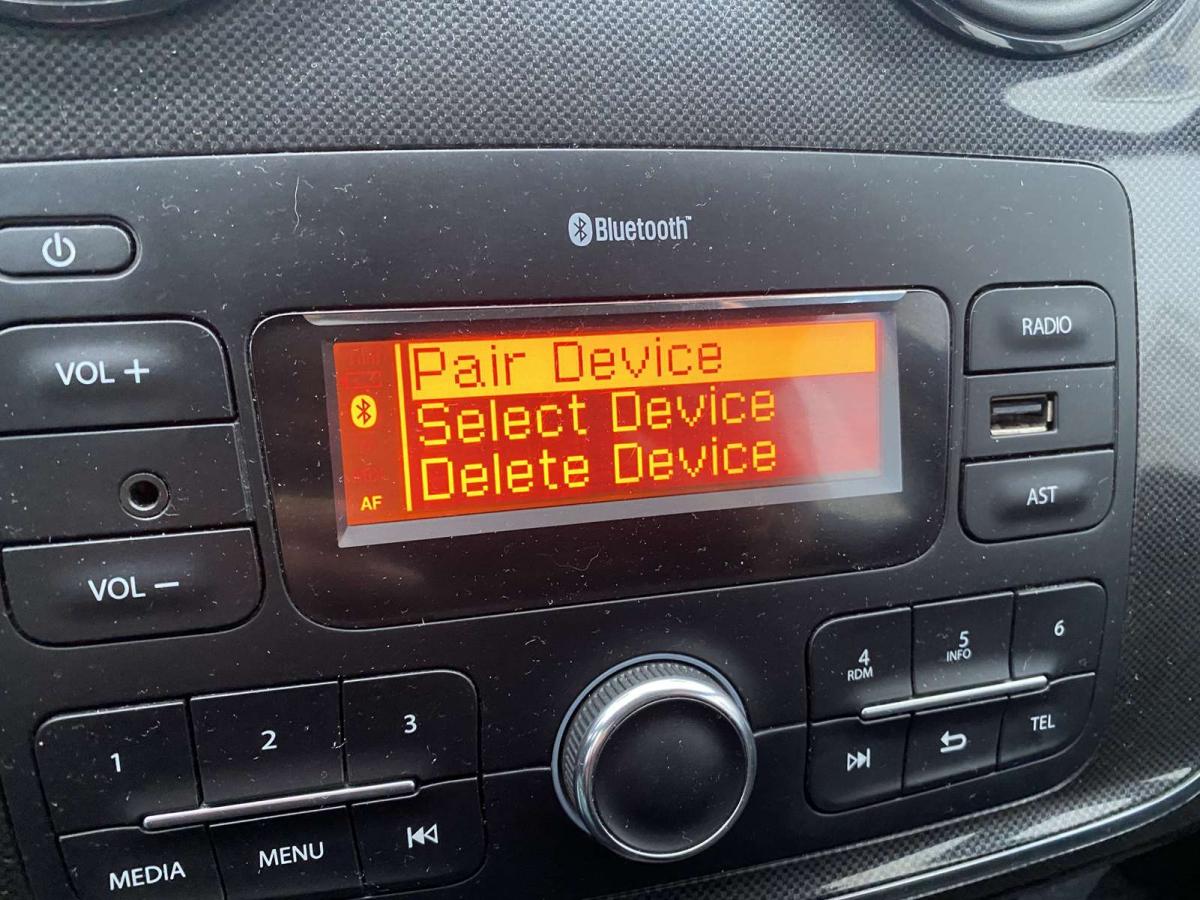 Bluetooth™
VOL +
VOL –
Pair Device
Select Device
Delete Device
AF
RADIO
AST
1
2
3
MEDIA
MENU
4
RDM
5
INFO
6
TEL